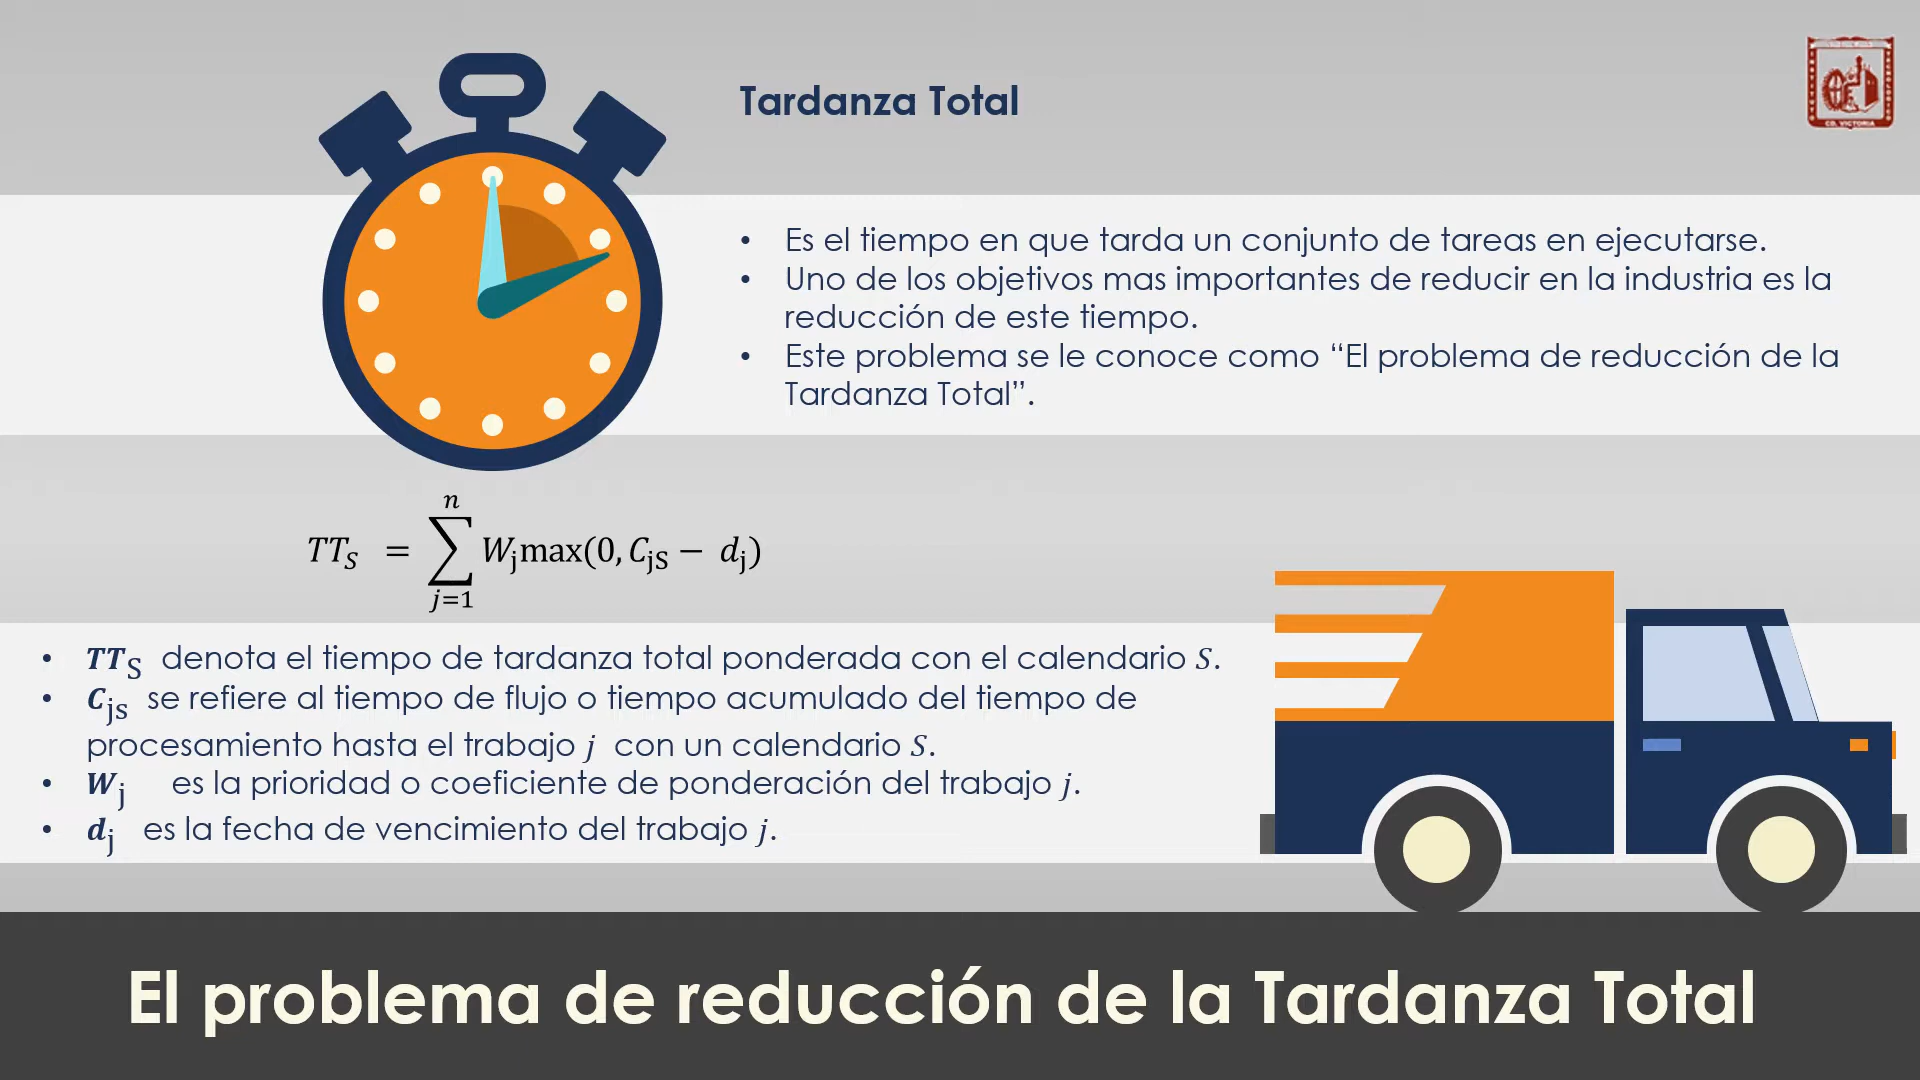 Tardanza Total
CD. VICTORIA
• Es el tiempo en que tarda un conjunto de tareas en ejecutarse.
• Uno de los objetivos mas importantes de reducir en la industria es la
reducción de este tiempo.
• Este problema se le conoce como “El problema de reducción de la
Tardanza Total”.
TT_S = ∑_{j=1}^{n} W_j max(0, C_jS − d_j)
• TT_S denota el tiempo de tardanza total ponderada con el calendario S.
• C_js se refiere al tiempo de flujo o tiempo acumulado del tiempo de
procesamiento hasta el trabajo j con un calendario S.
• W_j es la prioridad o coeficiente de ponderación del trabajo j.
• d_j es la fecha de vencimiento del trabajo j.
El problema de reducción de la Tardanza Total